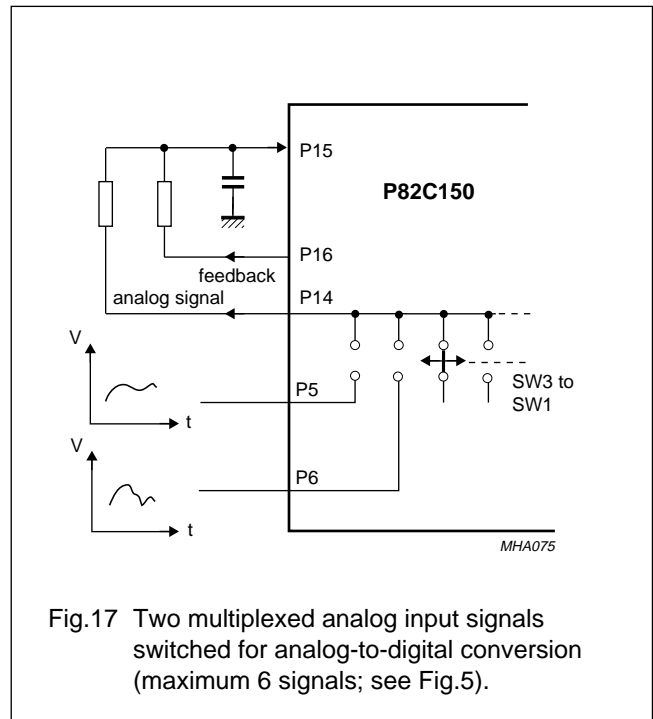 P15
P82C150
P16
feedback
analog signal
P14
V
SW3 to
SW1
P5
t
V
P6
t
MHA075
Fig.17 Two multiplexed analog input signals
switched for analog-to-digital conversion
(maximum 6 signals; see Fig.5).